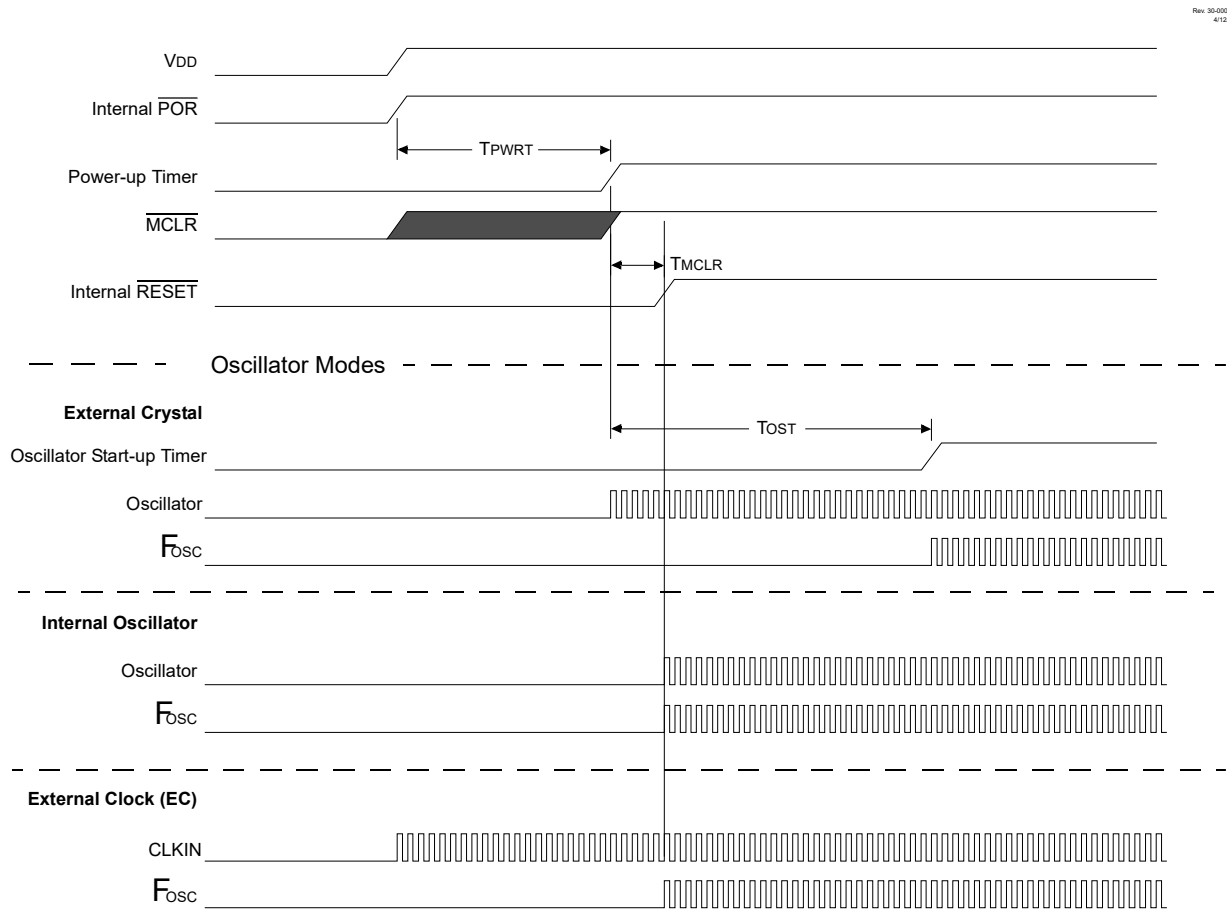 Rev. 30-000
4/12
VDD
Internal POR
TPWRT
Power-up Timer
MCLR
TMCLR
Internal RESET
Oscillator Modes
External Crystal
TOST
Oscillator Start-up Timer
Oscillator
FOSC
Internal Oscillator
Oscillator
FOSC
External Clock (EC)
CLKIN
FOSC